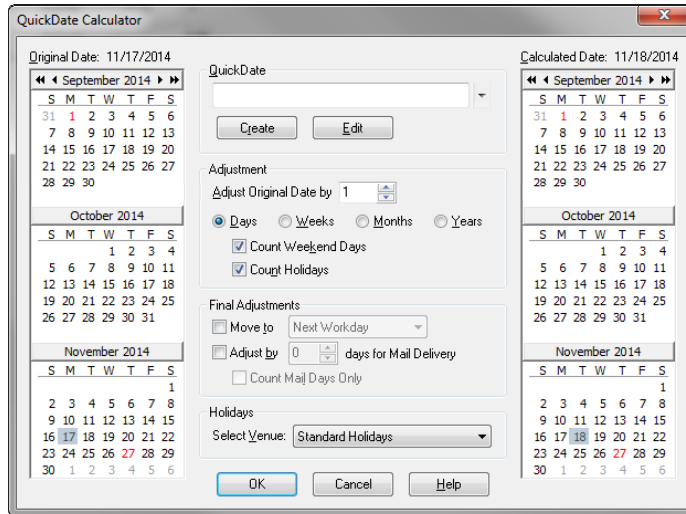 QuickDate Calculator
Original Date: 11/17/2014
September 2014
S M T W T F S
31 1 2 3 4 5 6
7 8 9 10 11 12 13
14 15 16 17 18 19 20
21 22 23 24 25 26 27
28 29 30
October 2014
S M T W T F S
1 2 3 4
5 6 7 8 9 10 11
12 13 14 15 16 17 18
19 20 21 22 23 24 25
26 27 28 29 30 31
November 2014
S M T W T F S
1
2 3 4 5 6 7 8
9 10 11 12 13 14 15
16 17 18 19 20 21 22
23 24 25 26 27 28 29
30 1 2 3 4 5 6
QuickDate
Create Edit
Adjustment
Adjust Original Date by 1
Days Weeks Months Years
Count Weekend Days
Count Holidays
Final Adjustments
Move to Next Workday
Adjust by 0 days for Mail Delivery
Count Mail Days Only
Holidays
Select Venue: Standard Holidays
OK Cancel Help
Calculated Date: 11/18/2014
September 2014
S M T W T F S
31 1 2 3 4 5 6
7 8 9 10 11 12 13
14 15 16 17 18 19 20
21 22 23 24 25 26 27
28 29 30
October 2014
S M T W T F S
1 2 3 4
5 6 7 8 9 10 11
12 13 14 15 16 17 18
19 20 21 22 23 24 25
26 27 28 29 30 31
November 2014
S M T W T F S
1
2 3 4 5 6 7 8
9 10 11 12 13 14 15
16 17 18 19 20 21 22
23 24 25 26 27 28 29
30 1 2 3 4 5 6